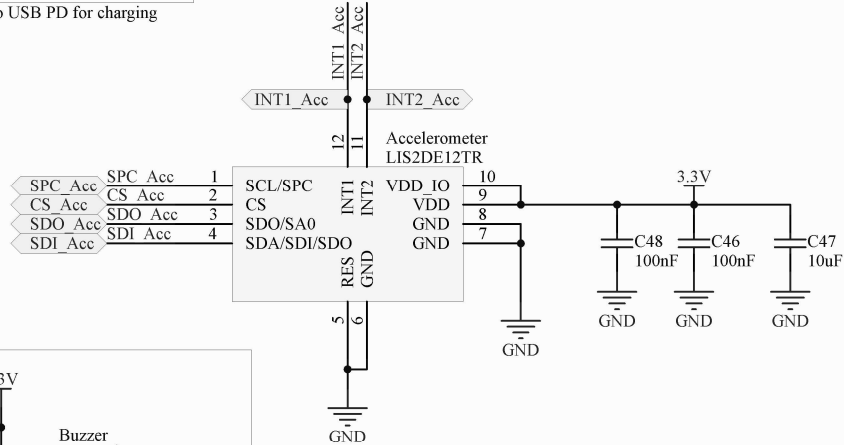 o USB PD for charging
INT1_Acc
INT2_Acc
INT1_Acc
INT2_Acc
12
11
Accelerometer
LIS2DE12TR
SPC_Acc
SPC_Acc
1
SCL/SPC
INT1
INT2
VDD_IO
10
3.3V
CS_Acc
CS_Acc
2
CS
VDD
9
SDO_Acc
SDO_Acc
3
SDO/SA0
GND
8
SDI_Acc
SDI_Acc
4
SDA/SDI/SDO
GND
7
C48
100nF
C46
100nF
C47
10uF
RES
GND
5
6
GND
GND
GND
GND
GND
3V
Buzzer